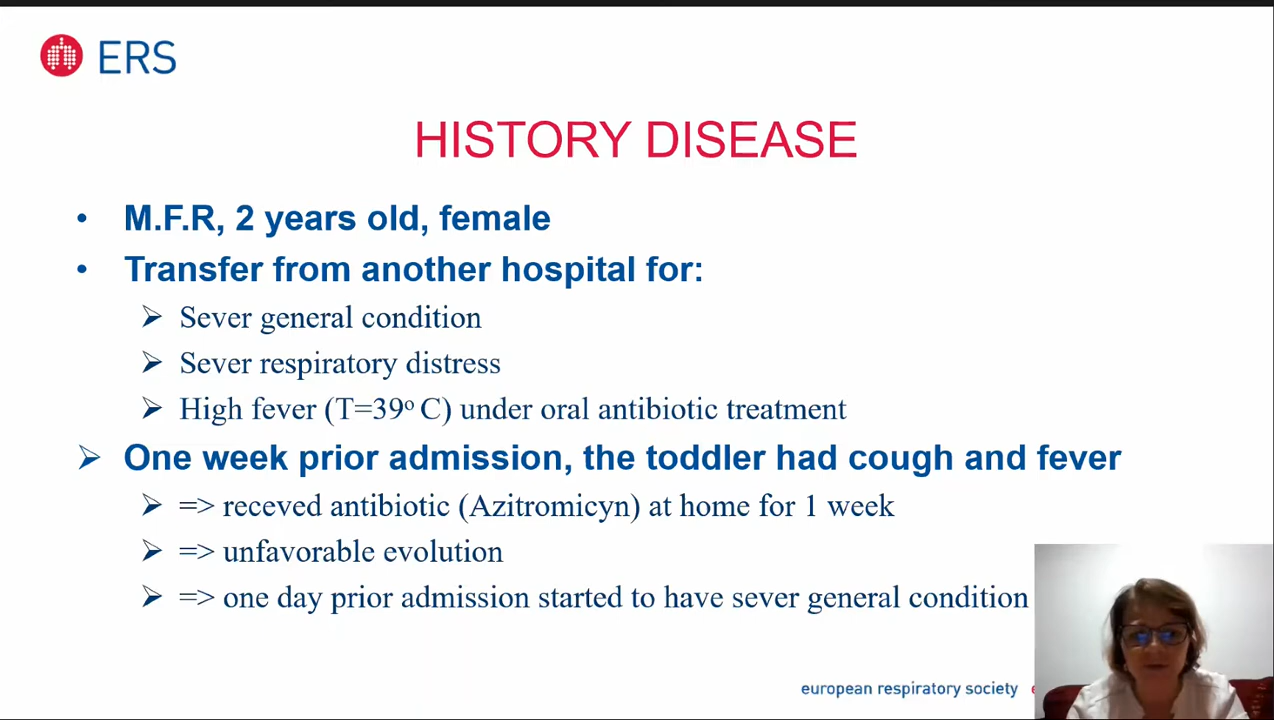 ERS
HISTORY DISEASE
• M.F.R, 2 years old, female
• Transfer from another hospital for:
➢ Sever general condition
➢ Sever respiratory distress
➢ High fever (T=39º C) under oral antibiotic treatment
➢ One week prior admission, the toddler had cough and fever
➢ => receved antibiotic (Azitromicyn) at home for 1 week
➢ => unfavorable evolution
➢ => one day prior admission started to have sever general condition
european respiratory society